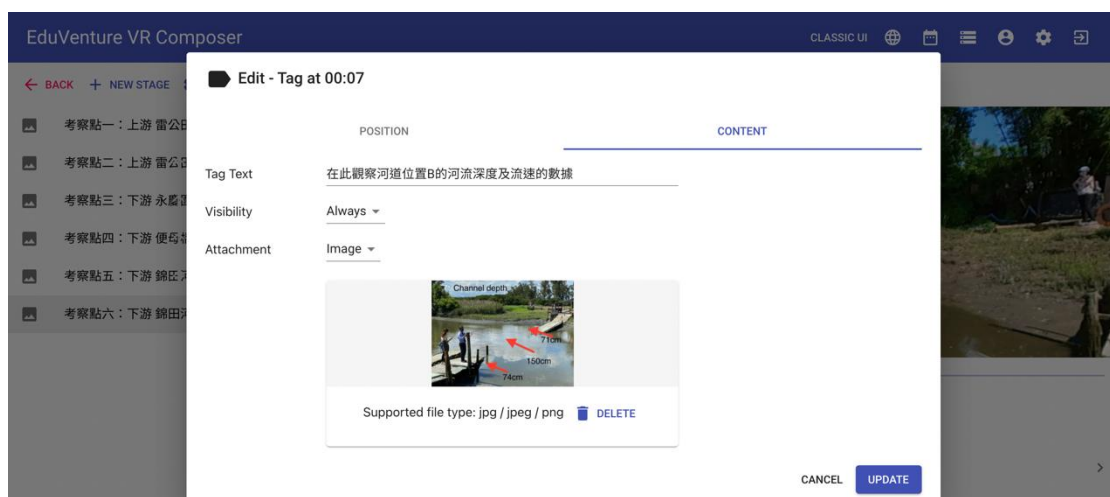 EduVenture VR Composer
CLASSIC UI
BACK
NEW STAGE
Edit - Tag at 00:07
POSITION
CONTENT
考察點一：上游 雷公田
考察點二：上游 雷公田
考察點三：下游 永慶
考察點四：下游 便母
考察點五：下游 錦田
考察點六：下游 錦田
Tag Text
在此觀察河道位置B的河流深度及流速的數據
Visibility
Always
Attachment
Image
Channel depth
71cm
150cm
74cm
Supported file type: jpg / jpeg / png
DELETE
CANCEL
UPDATE